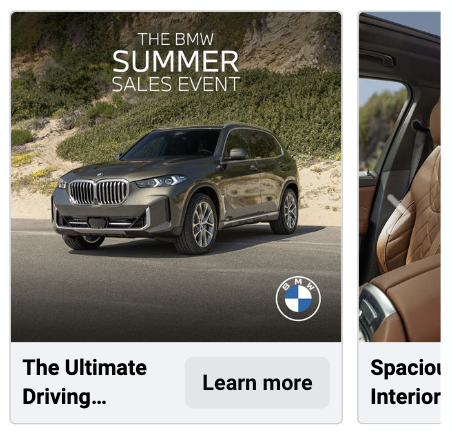 THE BMW
SUMMER
SALES EVENT
BMW
The Ultimate
Driving...
Learn more
Spaciou
Interior